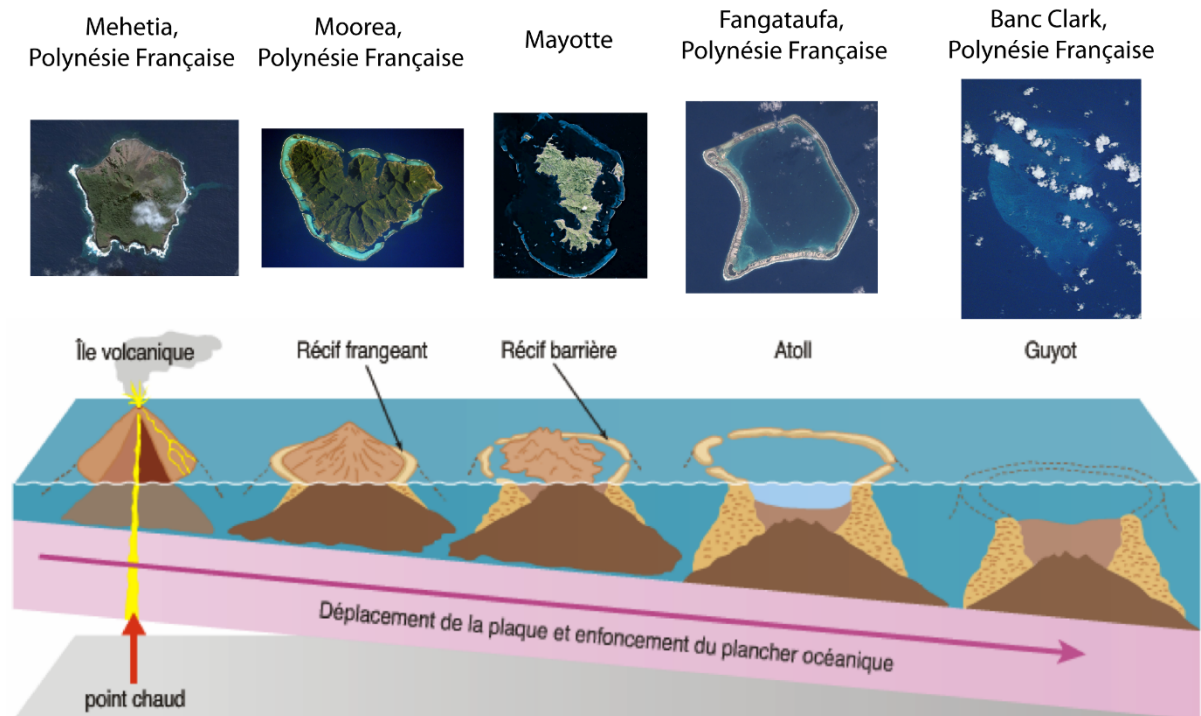 Mehetia,
Polynésie Française
Moorea,
Polynésie Française
Mayotte
Fangataufa,
Polynésie Française
Banc Clark,
Polynésie Française
Île volcanique
Récif frangeant
Récif barrière
Atoll
Guyot
Déplacement de la plaque et enfoncement du plancher océanique
point chaud